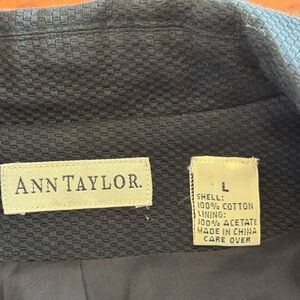 ANN TAYLOR.
L
SHELL:
100% COTTON
LINING:
100% ACETATE
MADE IN CHINA
CARE OVER